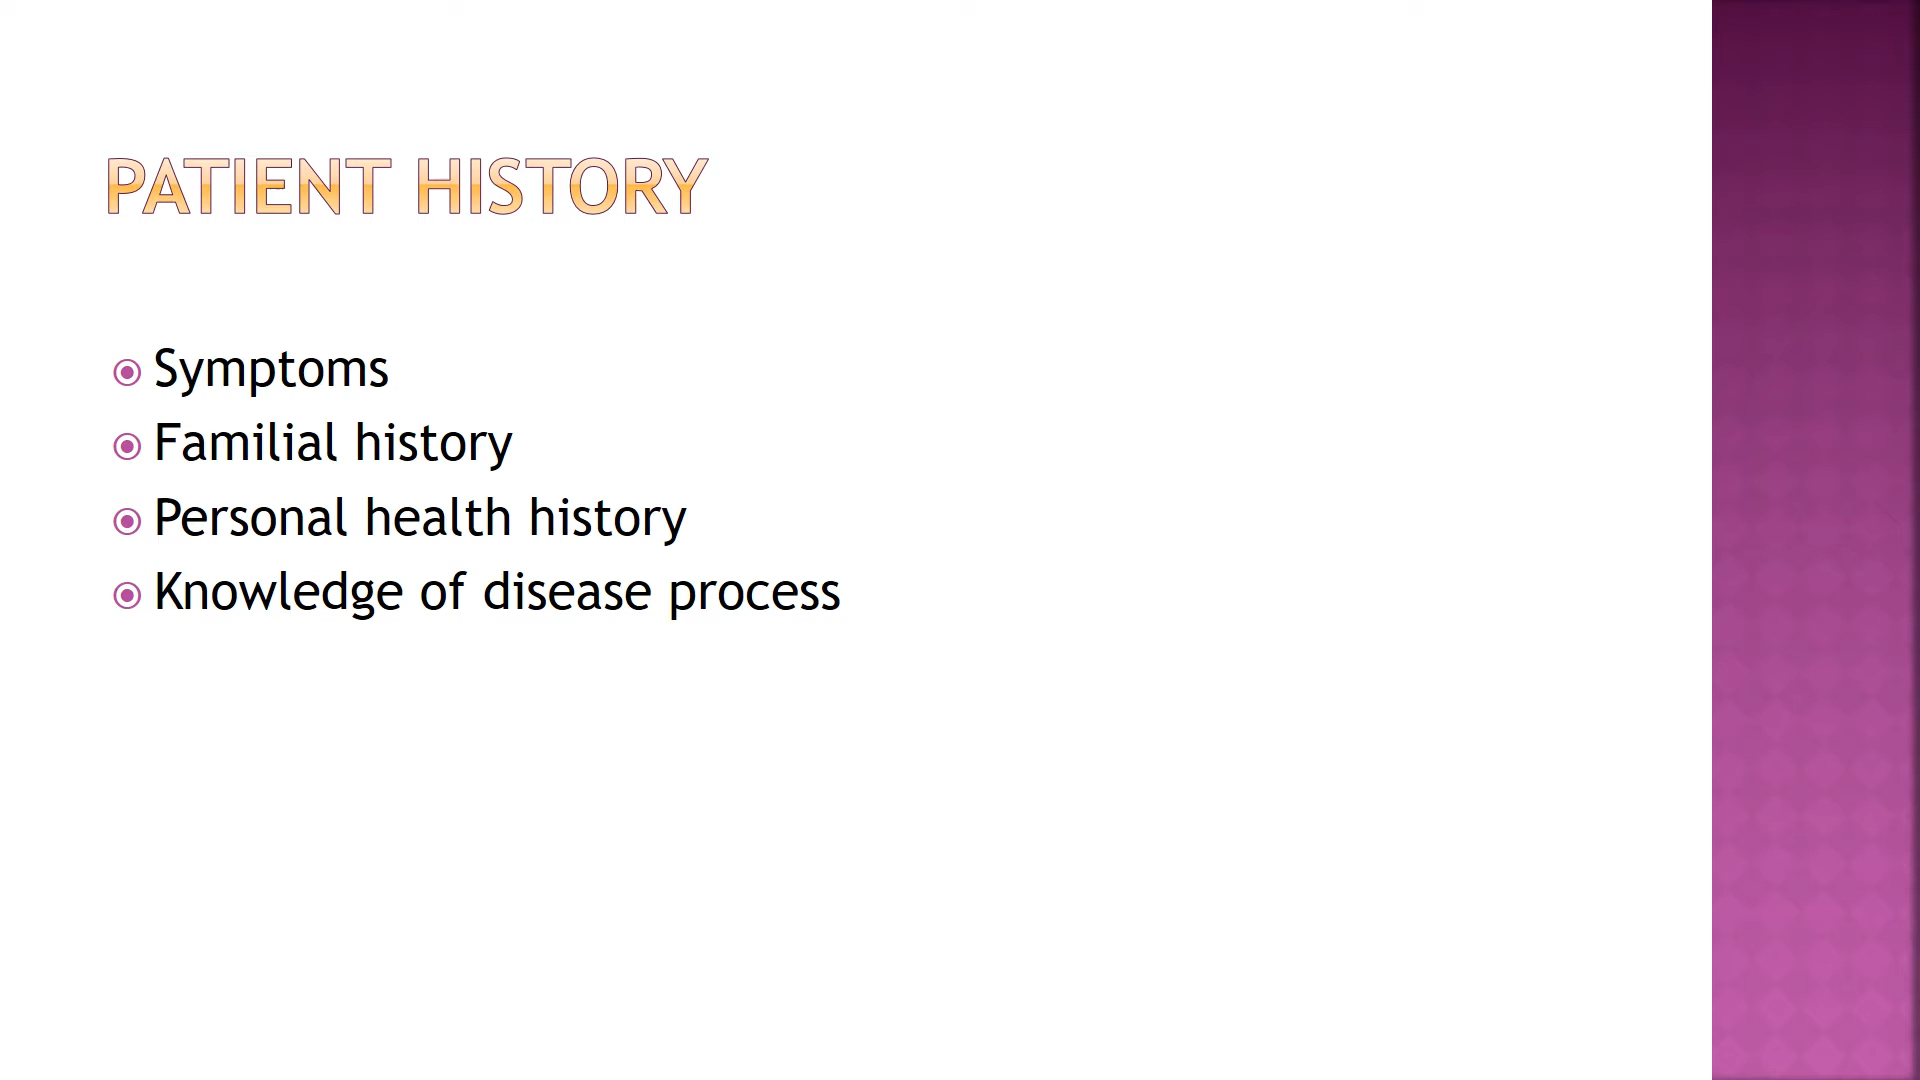 PATIENT HISTORY
Symptoms
Familial history
Personal health history
Knowledge of disease process